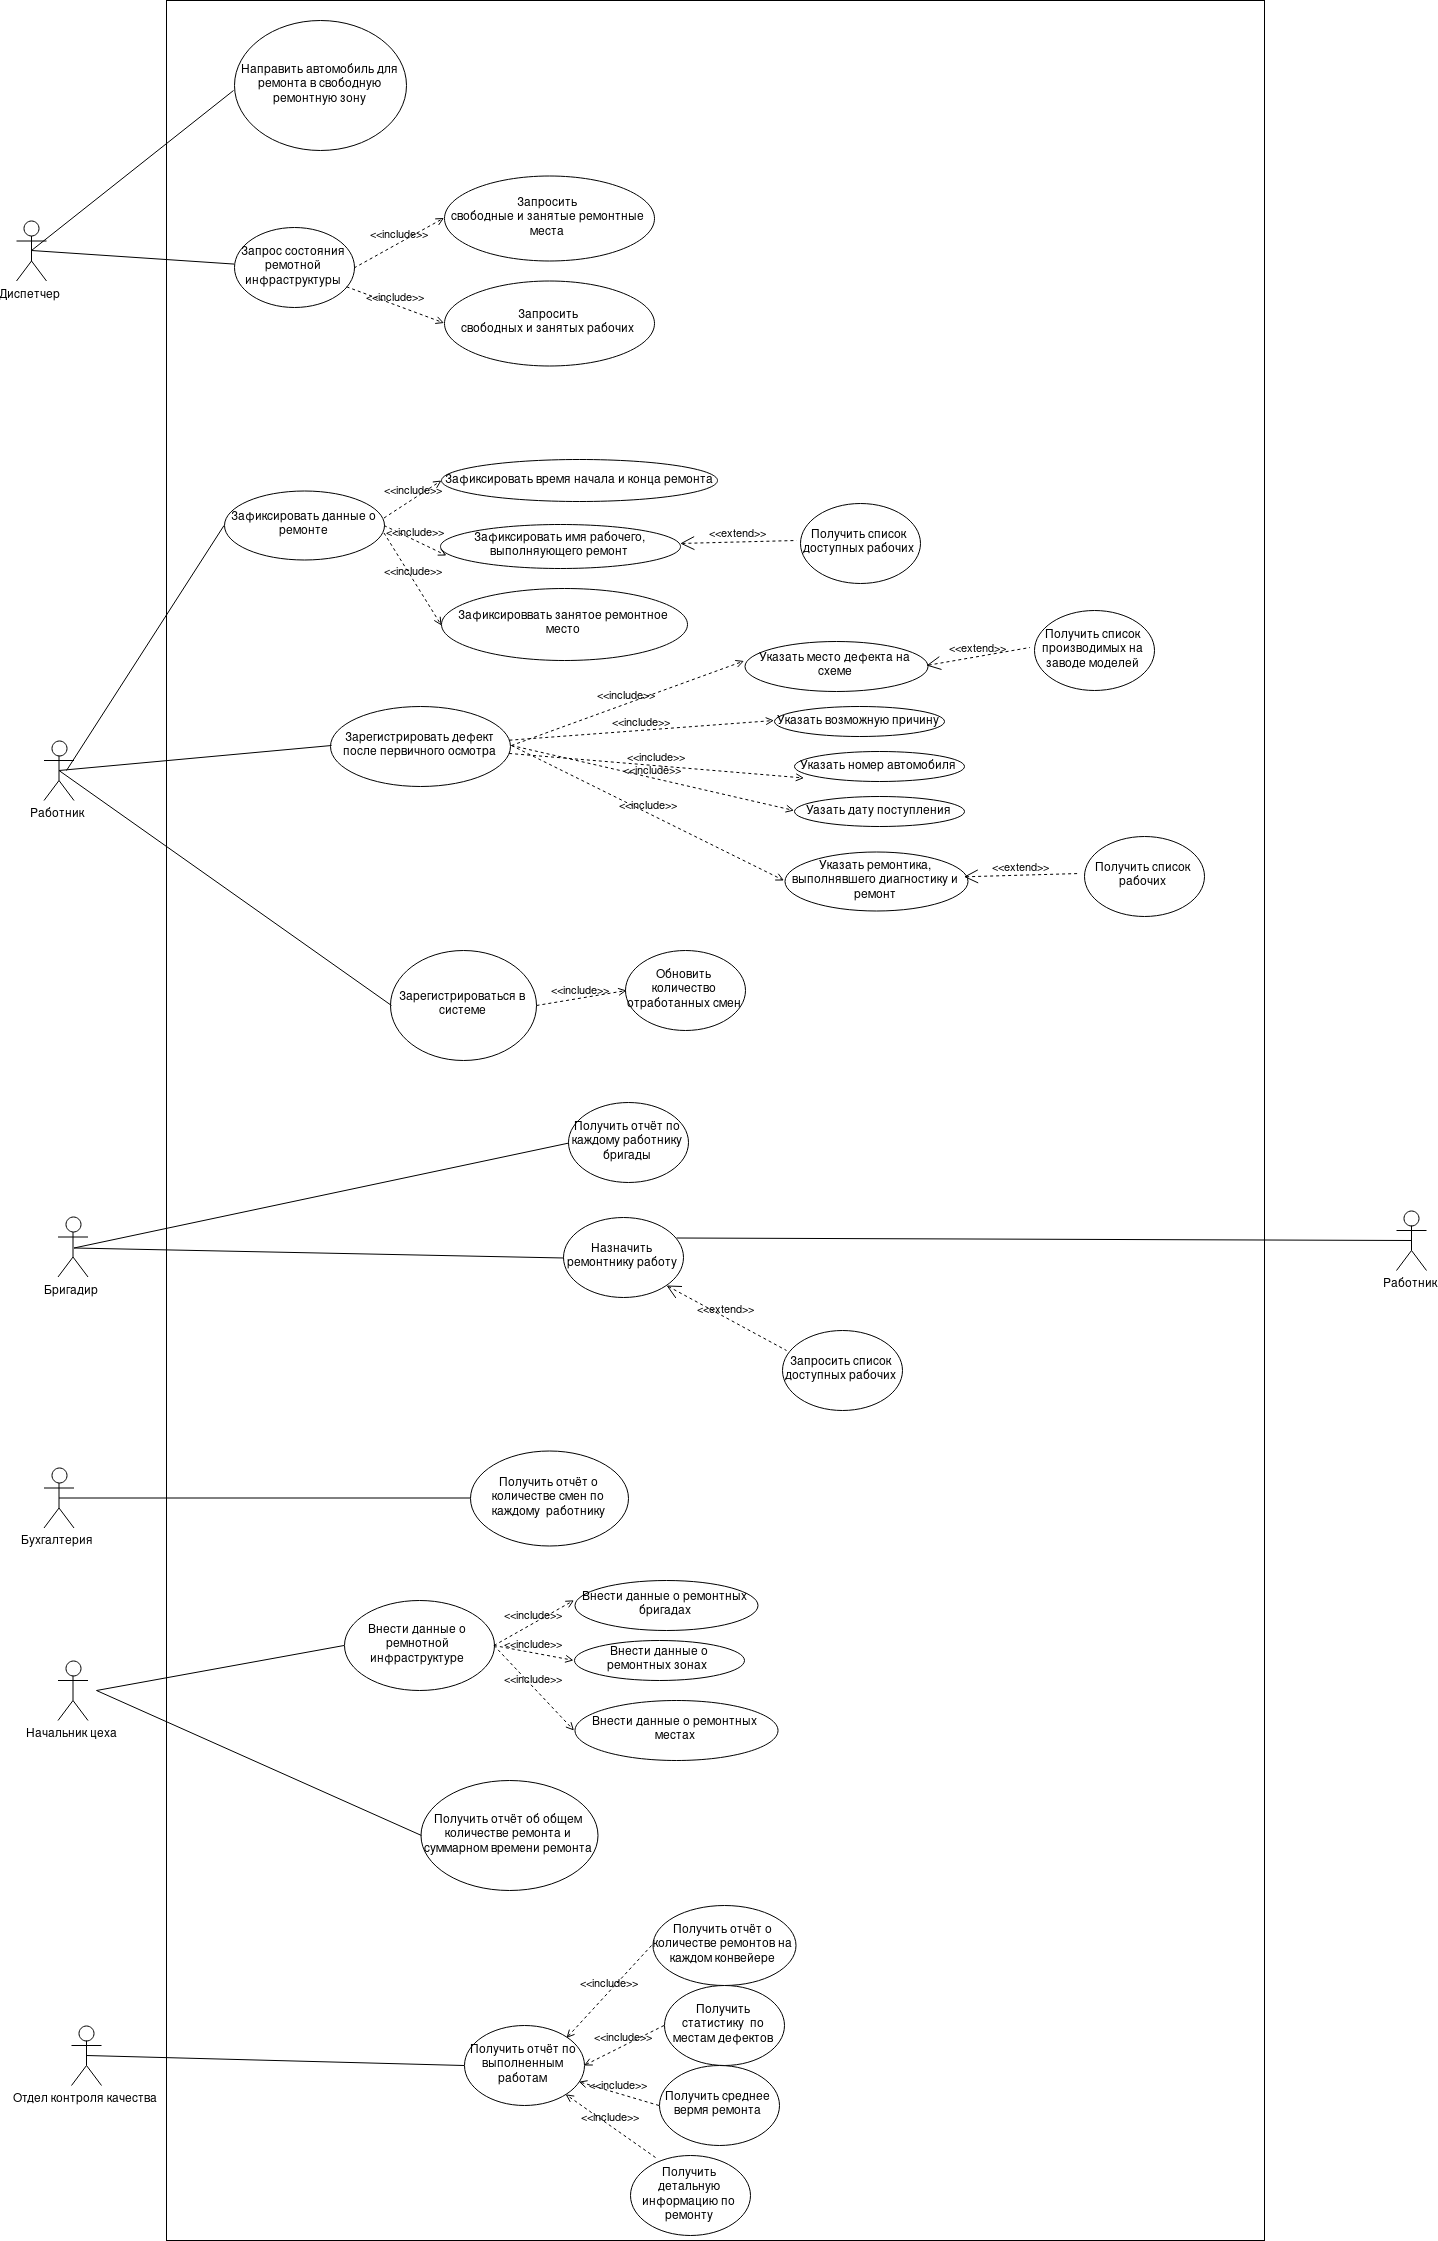 Направить автомобиль для
ремонта в свободную
ремонтную зону
Запросить
свободные и занятые ремонтные
места
<<include>>
Запрос состояния
ремотной
инфраструктуры
Диспетчер
<<include>>
Запросить
свободных и занятых рабочих
Зафиксировать время начала и конца ремонта
<<include>>
Зафиксировать данные о
ремонте
<<include>>
Зафиксировать имя рабочего,
выполняующего ремонт
<<extend>>
Получить список
доступных рабочих
<<include>>
Зафиксироввать занятое ремонтное
место
Указать место дефекта на
схеме
<<extend>>
Получить список
производимых на
заводе моделей
<<include>>
<<include>>
Указать возможную причину
Зарегистрировать дефект
после первичного осмотра
<<include>>
Указать номер автомобиля
<<include>>
Уазать дату поступления
Работник
<<include>>
Указать ремонтика,
выполнявшего диагностику и
ремонт
<<extend>>
Получить список
рабочих
Зарегистрироваться в
системе
<<include>>
Обновить
количество
отработанных смен
Получить отчёт по
каждому работнику
бригады
Бригадир
Назначить
ремонтнику работу
Работник
<<extend>>
Запросить список
доступных рабочих
Получить отчёт о
количестве смен по
каждому  работнику
Бухгалтерия
Внести данные о ремонтных
бригадах
<<include>>
Внести данные о
ремнотной
инфраструктуре
<<include>>
Внести данные о
ремонтных зонах
<<include>>
Внести данные о ремонтных
местах
Начальник цеха
Получить отчёт об общем
количестве ремонта и
суммарном времени ремонта
Получить отчёт о
количестве ремонтов на
каждом конвейере
<<include>>
Получить
статистику  по
местам дефектов
<<include>>
Получить отчёт по
выполненным
работам
Отдел контроля качества
<<include>>
Получить среднее
вермя ремонта
<<include>>
Получить
детальную
информацию по
ремонту